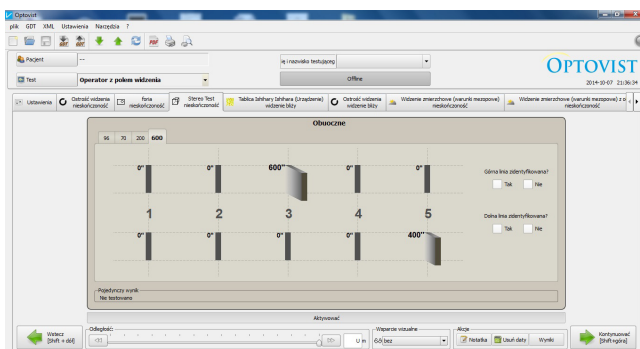 Optovist
plik GDT XML Ustawienia Narzędzia ?
Pacjent ---
ię i nazwisko testująceg
Test Operator z polem widzenia
Offline
OPTOVIST
2014-10-07 21:36:34
Ustawienia
Ostrość widzenia nieskończoność
foria nieskończoność
Stereo Test nieskończoność
Tablica Ishihary Ishihara (Urządzenie) widzenie bliży
Ostrość widzenia widzenie bliży
Widzenie zmierzchowe (warunki mezopowe) nieskończoność
Widzenie zmierzchowe (warunki mezopowe) z o nieskończoność
Obuoczne
96 70 200 600
0" 0" 600" 0" 0"
Górna linia zidentyfikowana?
Tak Nie
1 2 3 4 5
Dolna linia zidentyfikowana?
Tak Nie
0" 0" 0" 0" 400"
Pojedynczy wynik
Nie testowano
Aktywować
Wstecz
[Shift + dół]
Odległość:
U m
Wsparcie wizualne
bez
Akcje
Notatka Usuń daty Wyniki
Kontynuować
[Shift+góra]